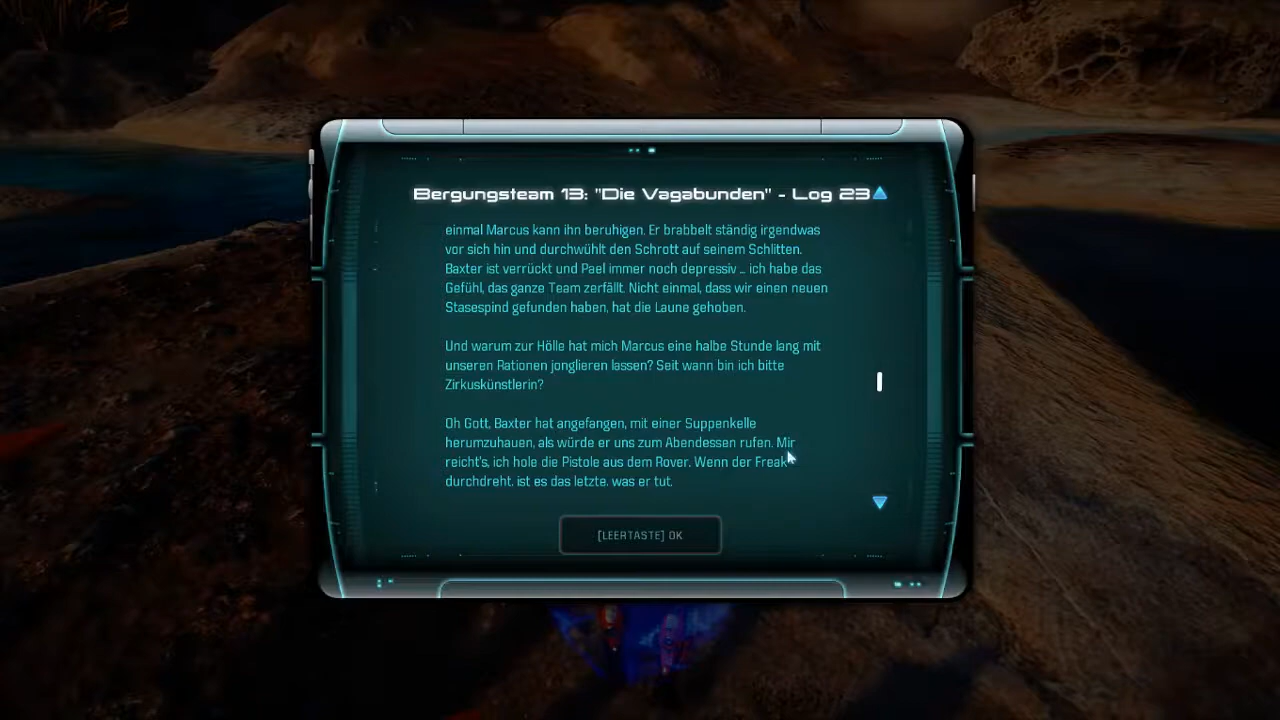 Bergungsteam 13: "Die Vagabunden" - Log 23
einmal Marcus kann ihn beruhigen. Er brabbelt ständig irgendwas
vor sich hin und durchwühlt den Schrott auf seinem Schlitten.
Baxter ist verrückt und Pael immer noch depressiv ... ich habe das
Gefühl, das ganze Team zerfällt. Nicht einmal, dass wir einen neuen
Stasespind gefunden haben, hat die Laune gehoben.
Und warum zur Hölle hat mich Marcus eine halbe Stunde lang mit
unseren Rationen jonglieren lassen? Seit wann bin ich bitte
Zirkuskünstlerin?
Oh Gott, Baxter hat angefangen, mit einer Suppenkelle
herumzuhauen, als würde er uns zum Abendessen rufen. Mir
reicht's, ich hole die Pistole aus dem Rover. Wenn der Freak
durchdreht, ist es das letzte, was er tut.
[LEERTASTE] OK